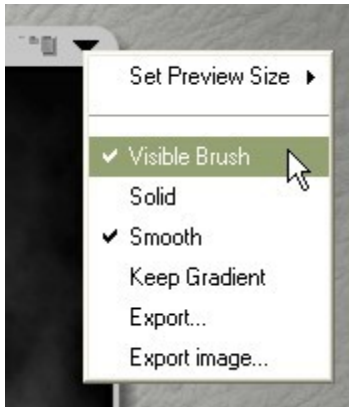 Set Preview Size
Visible Brush
Solid
Smooth
Keep Gradient
Export...
Export image...